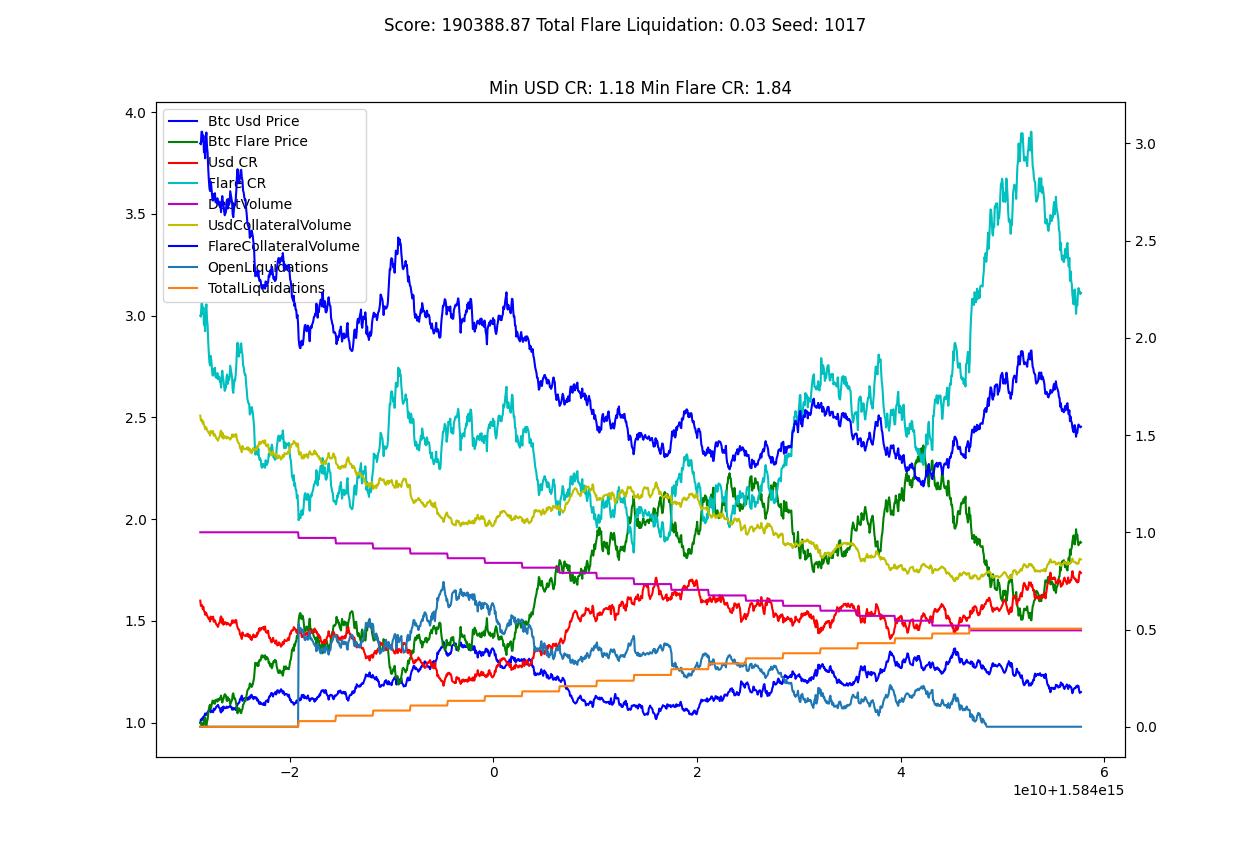 Score: 190388.87 Total Flare Liquidation: 0.03 Seed: 1017
Min USD CR: 1.18 Min Flare CR: 1.84
4.0
3.5
3.0
2.5
2.0
1.5
1.0
Btc Usd Price
Btc Flare Price
Usd CR
Flare CR
DebtVolume
UsdCollateralVolume
FlareCollateralVolume
OpenLiquidations
TotalLiquidations
3.0
2.5
2.0
1.5
1.0
0.5
0.0
−2 0 2 4 6
1e10+1.584e15